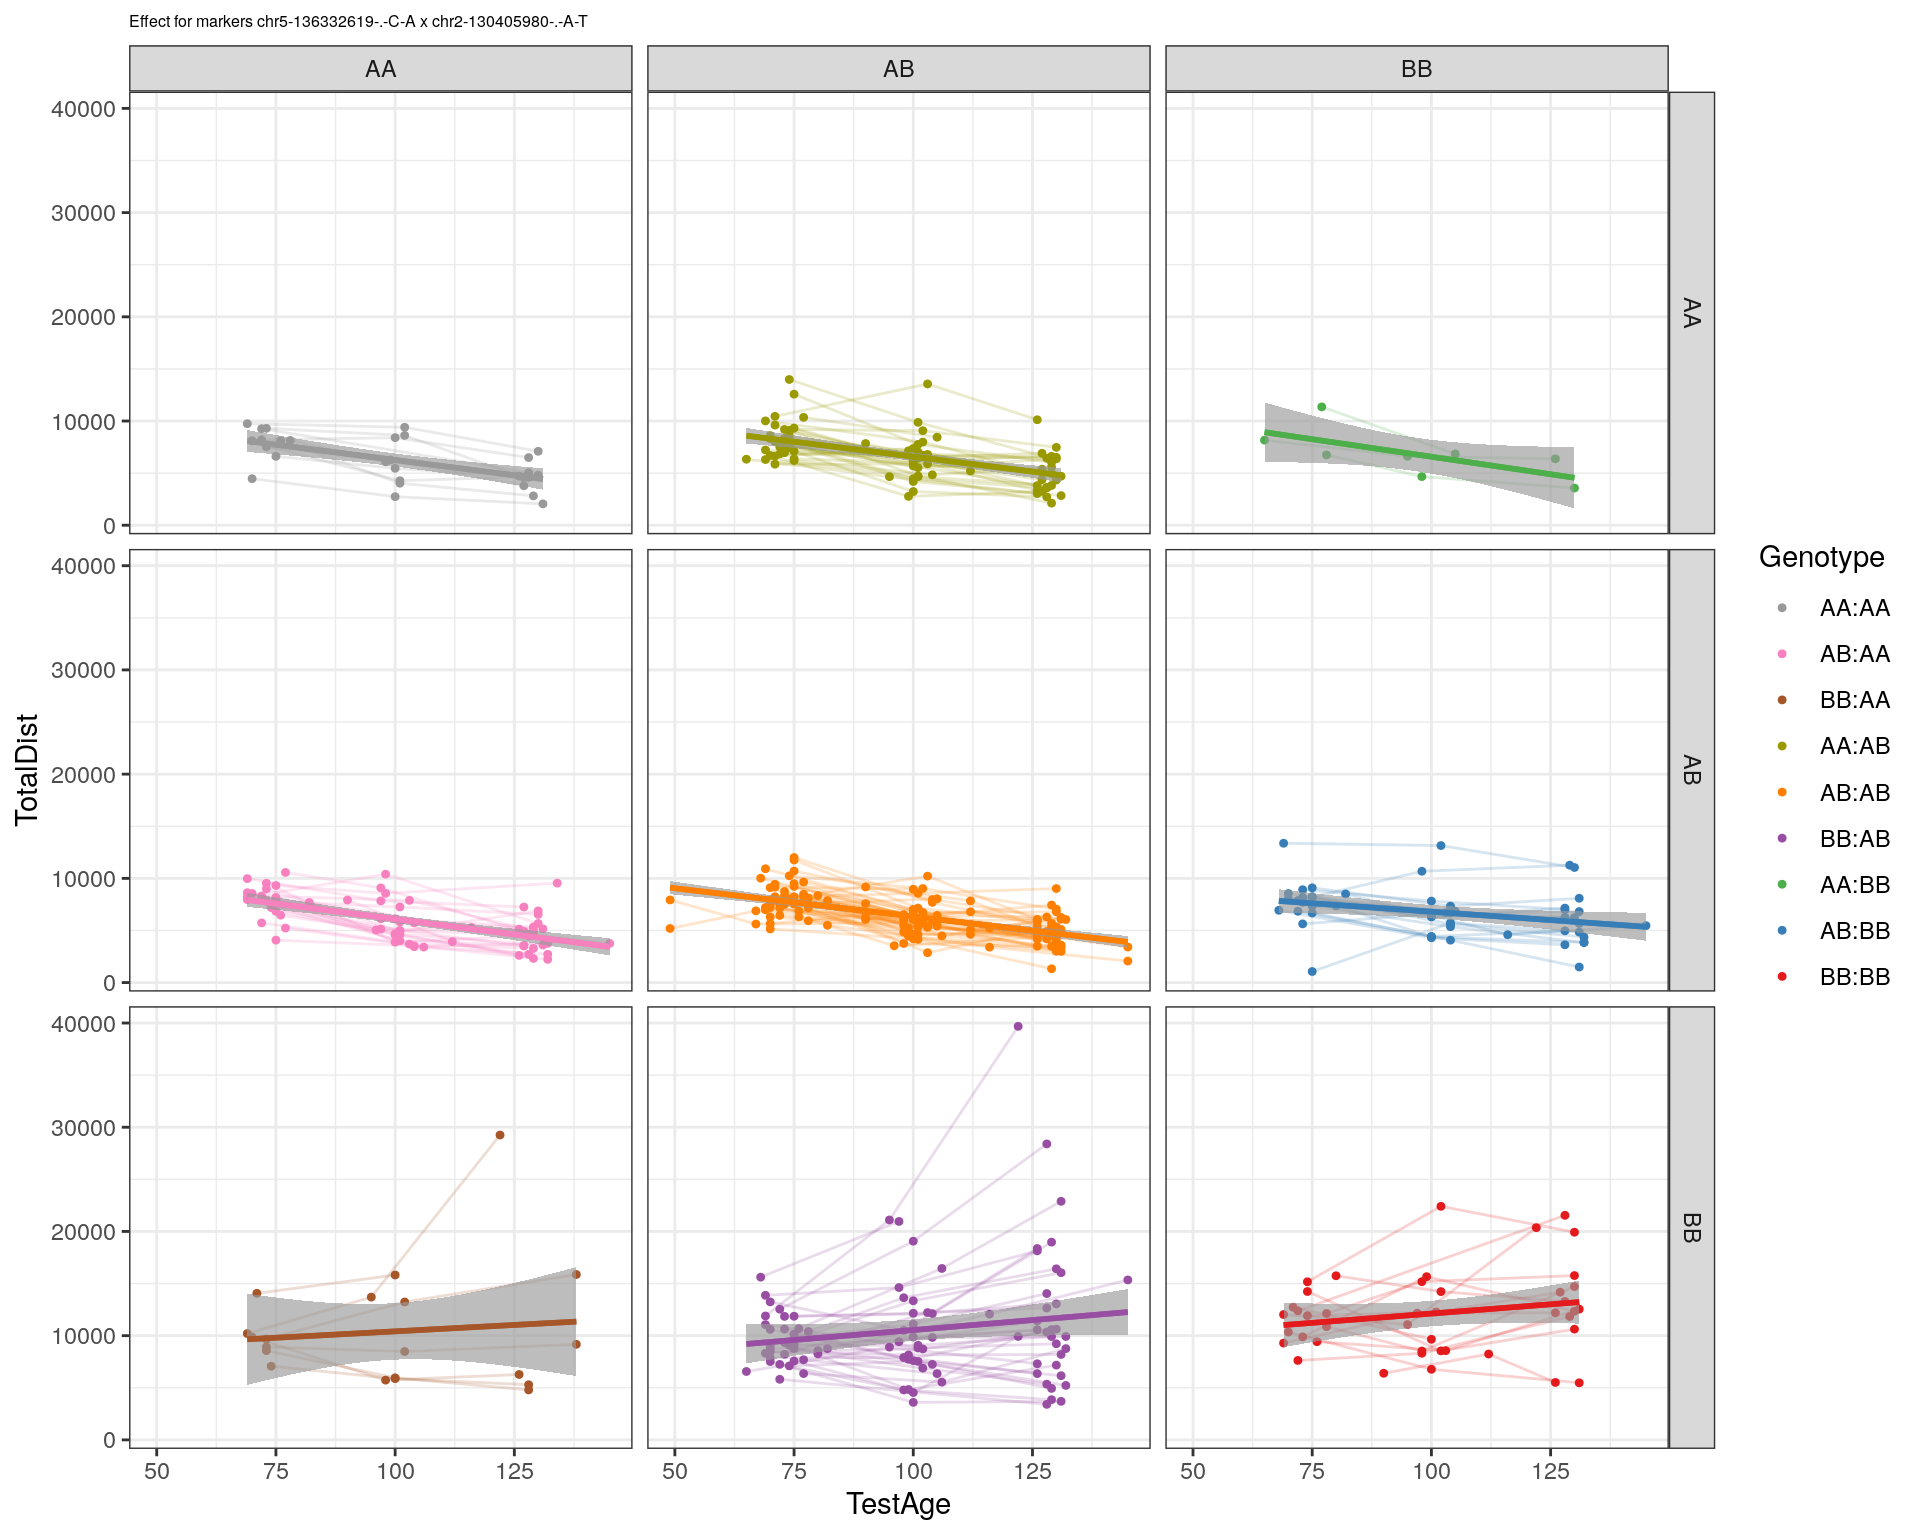 Effect for markers chr5-136332619-.-C-A x chr2-130405980-.-A-T
AA
AB
BB
40000
30000
20000
10000
0
AA
40000
30000
20000
10000
0
AB
40000
30000
20000
10000
0
BB
50
75
100
125
50
75
100
125
50
75
100
125
TestAge
TotalDist
Genotype
AA:AA
AB:AA
BB:AA
AA:AB
AB:AB
BB:AB
AA:BB
AB:BB
BB:BB